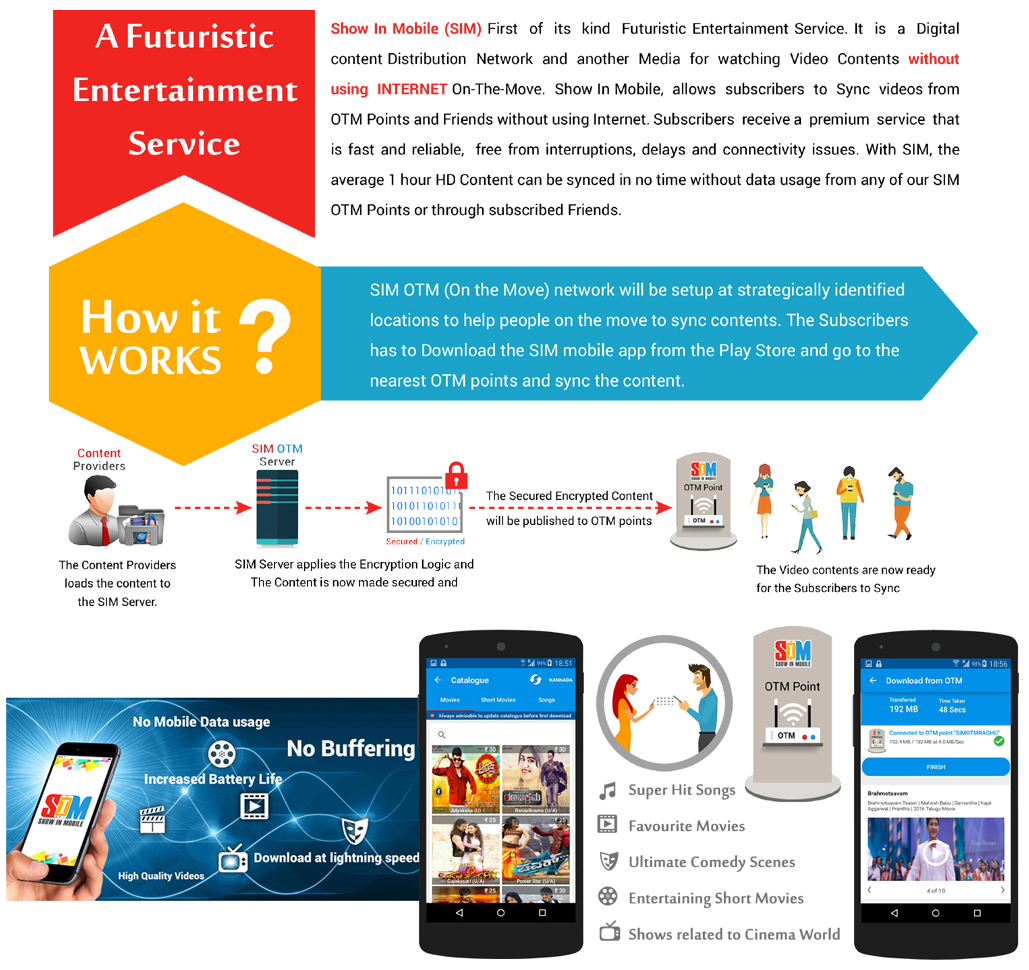 A Futuristic
Entertainment
Service
Show In Mobile (SIM) First of its kind Futuristic Entertainment Service. It is a Digital
content Distribution Network and another Media for watching Video Contents without
using INTERNET On-The-Move. Show In Mobile, allows subscribers to Sync videos from
OTM Points and Friends without using Internet. Subscribers receive a premium service that
is fast and reliable, free from interruptions, delays and connectivity issues. With SIM, the
average 1 hour HD Content can be synced in no time without data usage from any of our SIM
OTM Points or through subscribed Friends.
How it
WORKS ?
SIM OTM (On the Move) network will be setup at strategically identified
locations to help people on the move to sync contents. The Subscribers
has to Download the SIM mobile app from the Play Store and go to the
nearest OTM points and sync the content.
Content
Providers
The Content Providers
loads the content to
the SIM Server.
SIM OTM
Server
101110101
101101101
10100101010
Secured / Encrypted
SIM Server applies the Encryption Logic and
The Content is now made secured and
The Secured Encrypted Content
will be published to OTM points
SIM
OTM Point
OTM
The Video contents are now ready
for the Subscribers to Sync
No Mobile Data usage
No Buffering
Increased Battery Life
Download at lightning speed
High Quality Videos
SIM
SHOW IN MOBILE
99% 18:51
Catalogue
KANNADA
Movies Short Movies Songs
Always advisable to update catalogue before first download
₹ 30
₹ 30
Adyaksha (U)
Ranavikrama (U/A)
₹ 25
₹ 25
Gajakesari (U/A)
Power Star (U/A)
₹ 25
₹ 20
SIM
SHOW IN MOBILE
OTM Point
OTM
Super Hit Songs
Favourite Movies
Ultimate Comedy Scenes
Entertaining Short Movies
Shows related to Cinema World
98% 18:56
Download from OTM
Transferred
192 MB
Time Taken
48 Secs
Connected to OTM point "SIMOTMRAGHU"
192.4 MB / 192 MB at 4.0 MB/Sec
FINISH
Brahmotsavam
Brahmotsavam Teaser | Mahesh Babu | Samantha | Kajal
Aggarwal | Pranitha | 2016 Telugu Movie
4 of 10